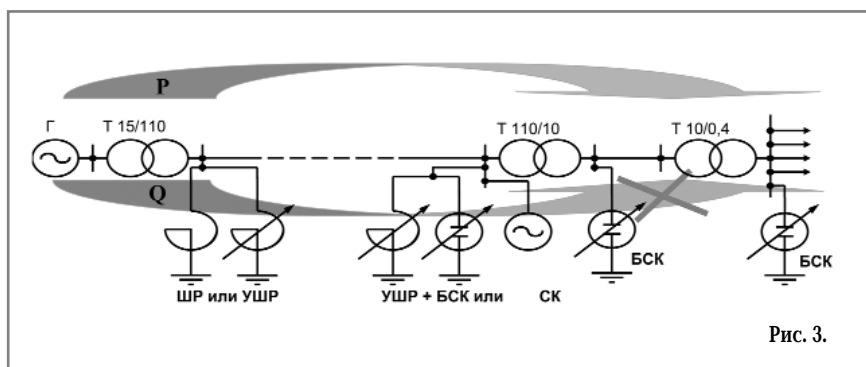 P
Г
Т 15/110
Т 110/10
Т 10/0,4
Q
БСК
БСК
ШР или УШР
УШР + БСК или
СК
Рис. 3.